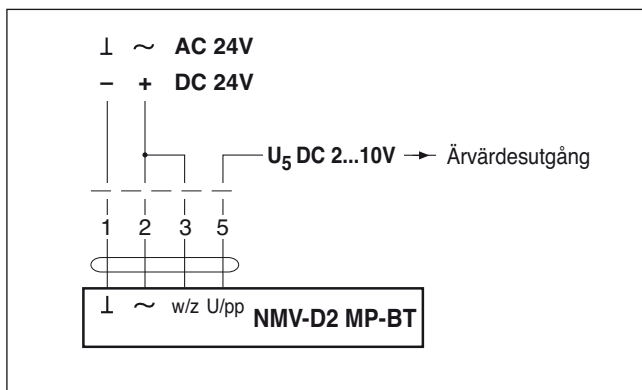 ⊥ ~ AC 24V
– + DC 24V
U5 DC 2...10V Ärvärdesutgång
1 2 3 5
⊥ ~ w/z U/pp NMV-D2 MP-BT